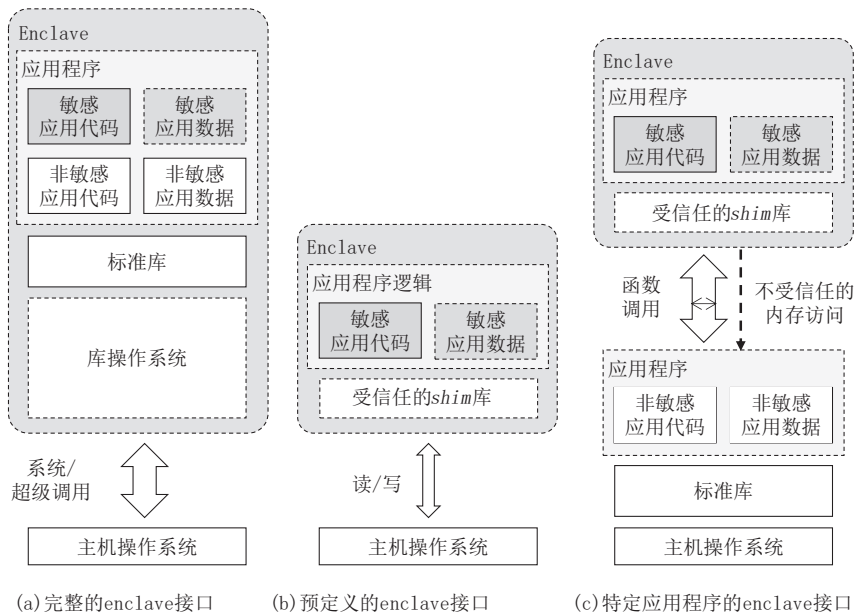 Enclave
应用程序
敏感
应用代码
敏感
应用数据
非敏感
应用代码
非敏感
应用数据
标准库
库操作系统
系统/
超级调用
主机操作系统
(a)完整的enclave接口
Enclave
应用程序逻辑
敏感
应用代码
敏感
应用数据
受信任的shim库
读/写
主机操作系统
(b)预定义的enclave接口
Enclave
应用程序
敏感
应用代码
敏感
应用数据
受信任的shim库
函数
调用
不受信任的
内存访问
应用程序
非敏感
应用代码
非敏感
应用数据
标准库
主机操作系统
(c)特定应用程序的enclave接口